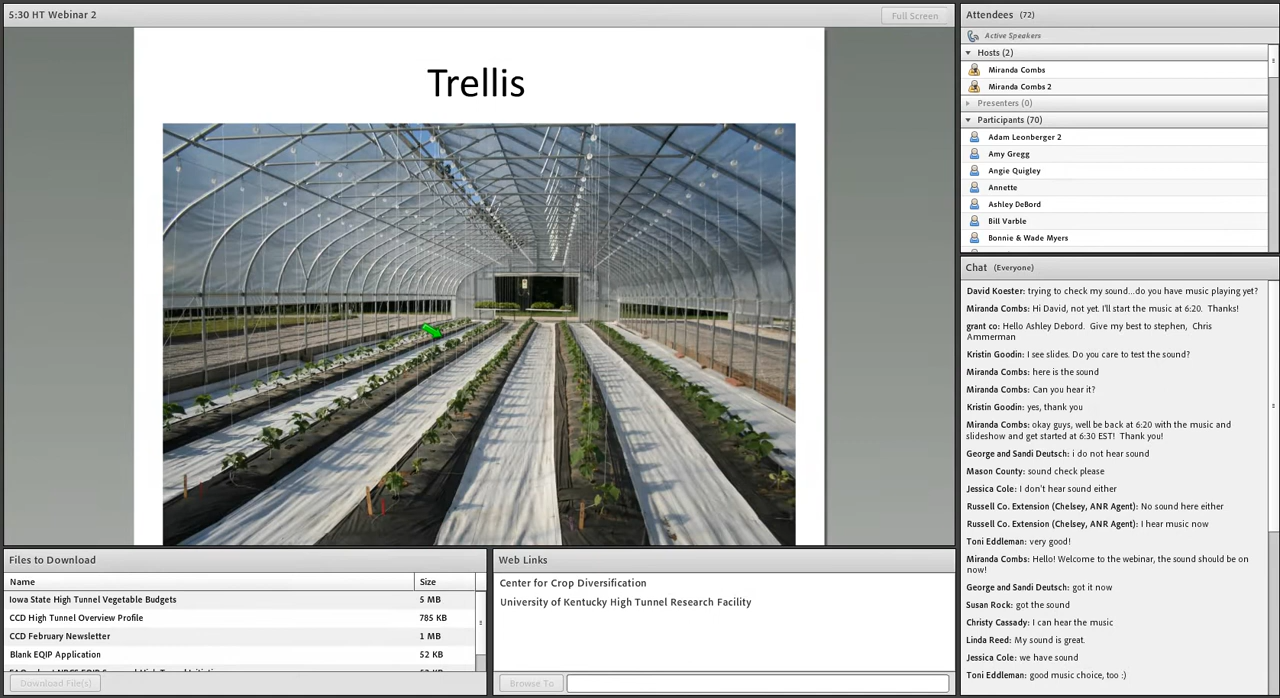 5:30 HT Webinar 2
Full Screen
Trellis
Files to Download
Name Size
Iowa State High Tunnel Vegetable Budgets 5 MB
CCD High Tunnel Overview Profile 785 KB
CCD February Newsletter 1 MB
Blank EQIP Application 52 KB
Download File(s)
Web Links
Center for Crop Diversification
University of Kentucky High Tunnel Research Facility
Browse To
Attendees (72)
Active Speakers
Hosts (2)
Miranda Combs
Miranda Combs 2
Presenters (0)
Participants (70)
Adam Leonberger 2
Amy Gregg
Angie Quigley
Annette
Ashley DeBord
Bill Varble
Bonnie & Wade Myers
Chat (Everyone)
David Koester: trying to check my sound...do you have music playing yet?
Miranda Combs: Hi David, not yet. I'll start the music at 6:20. Thanks!
grant co: Hello Ashley Debord. Give my best to stephen, Chris
Ammerman
Kristin Goodin: I see slides. Do you care to test the sound?
Miranda Combs: here is the sound
Miranda Combs: Can you hear it?
Kristin Goodin: yes, thank you
Miranda Combs: okay guys, well be back at 6:20 with the music and
slideshow and get started at 6:30 EST! Thank you!
George and Sandi Deutsch: i do not hear sound
Mason County: sound check please
Jessica Cole: I don't hear sound either
Russell Co. Extension (Chelsey, ANR Agent): No sound here either
Russell Co. Extension (Chelsey, ANR Agent): I hear music now
Toni Eddleman: very good!
Miranda Combs: Hello! Welcome to the webinar, the sound should be on
now!
George and Sandi Deutsch: got it now
Susan Rock: got the sound
Christy Cassady: I can hear the music
Linda Reed: My sound is great.
Jessica Cole: we have sound
Toni Eddleman: good music choice, too :)